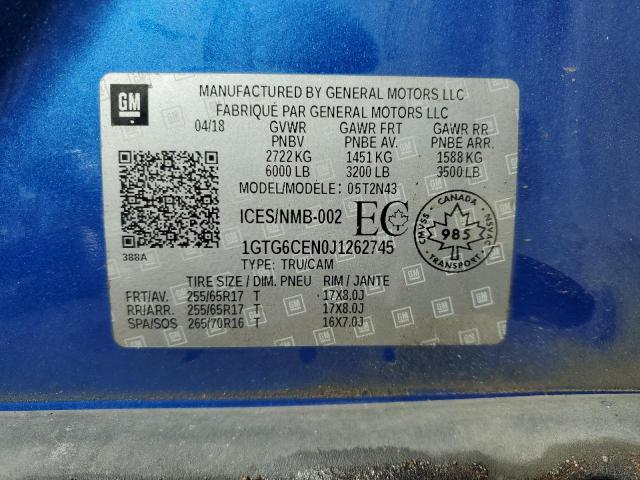 GM
MANUFACTURED BY GENERAL MOTORS LLC
FABRIQUÉ PAR GENERAL MOTORS LLC
04/18 GVWR GAWR FRT GAWR RR
PNBV PNBE AV. PNBE ARR.
2722 KG 1451 KG 1588 KG
6000 LB 3200 LB 3500 LB
MODEL/MODÈLE: 05T2N43
ICES/NMB-002 EC
CMVSS NSVAC
985
TRANSPORT
CANADA
388A
1GTG6CEN0J1262745
TYPE: TRU/CAM
TIRE SIZE / DIM. PNEU RIM / JANTE
FRT/AV. 255/65R17 T 17X8.0J
RR/ARR. 255/65R17 T 17X8.0J
SPA/SOS 265/70R16 T 16X7.0J